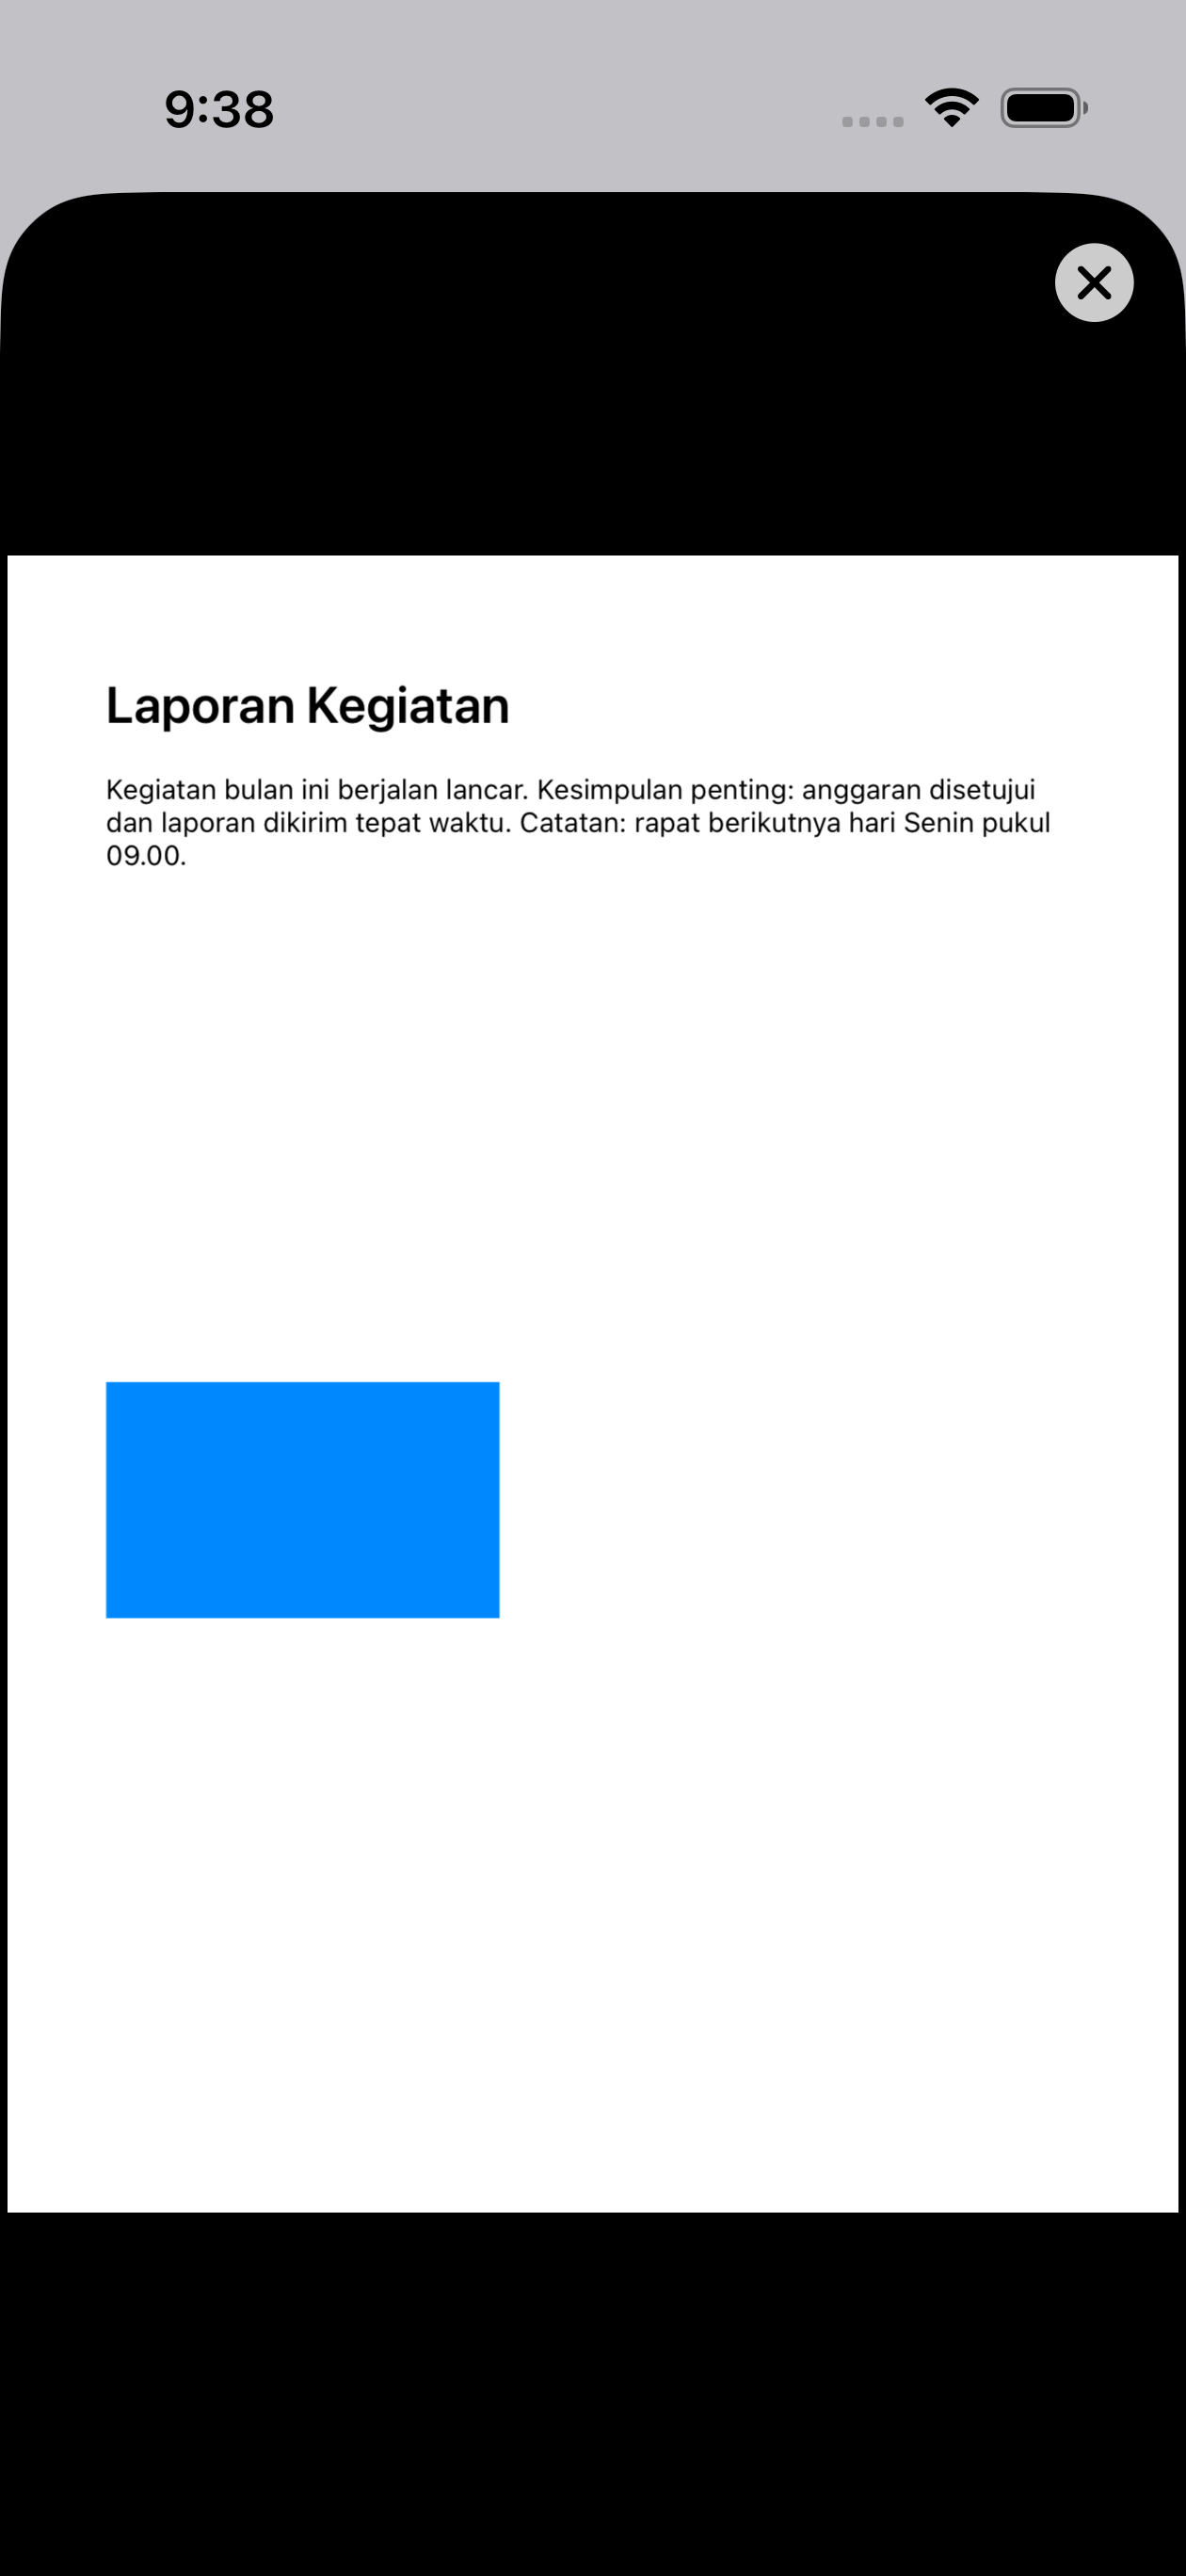 9:38
Laporan Kegiatan
Kegiatan bulan ini berjalan lancar. Kesimpulan penting: anggaran disetujui
dan laporan dikirim tepat waktu. Catatan: rapat berikutnya hari Senin pukul
09.00.